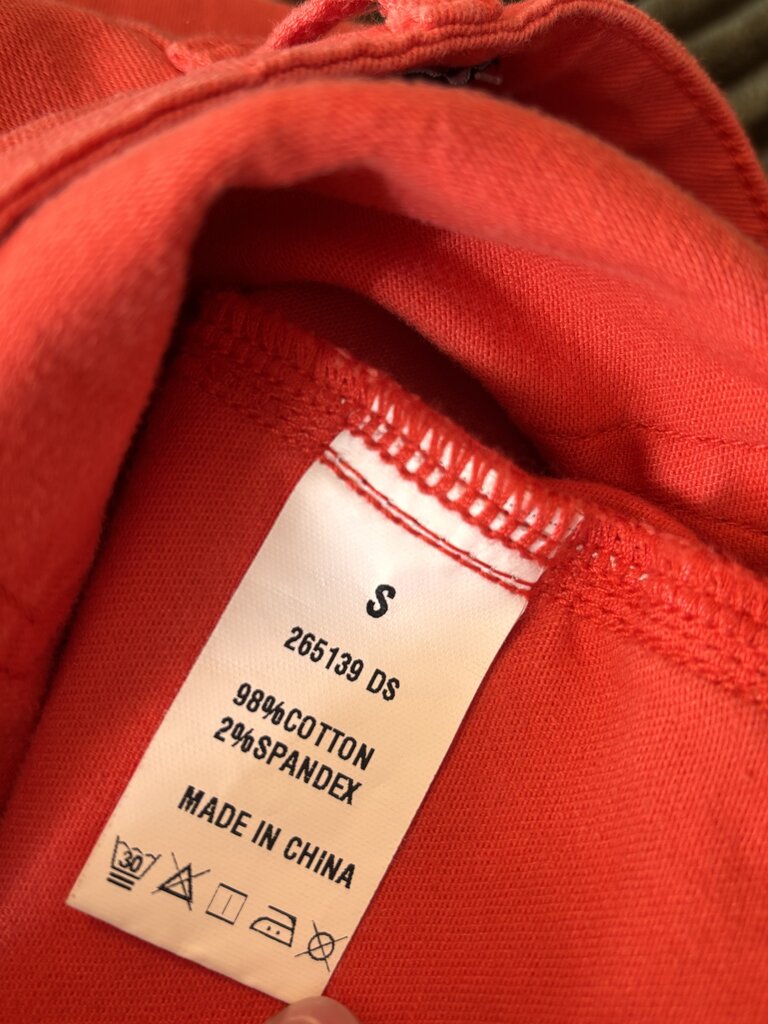 S
265139 DS
98%COTTON
2%SPANDEX
MADE IN CHINA
30